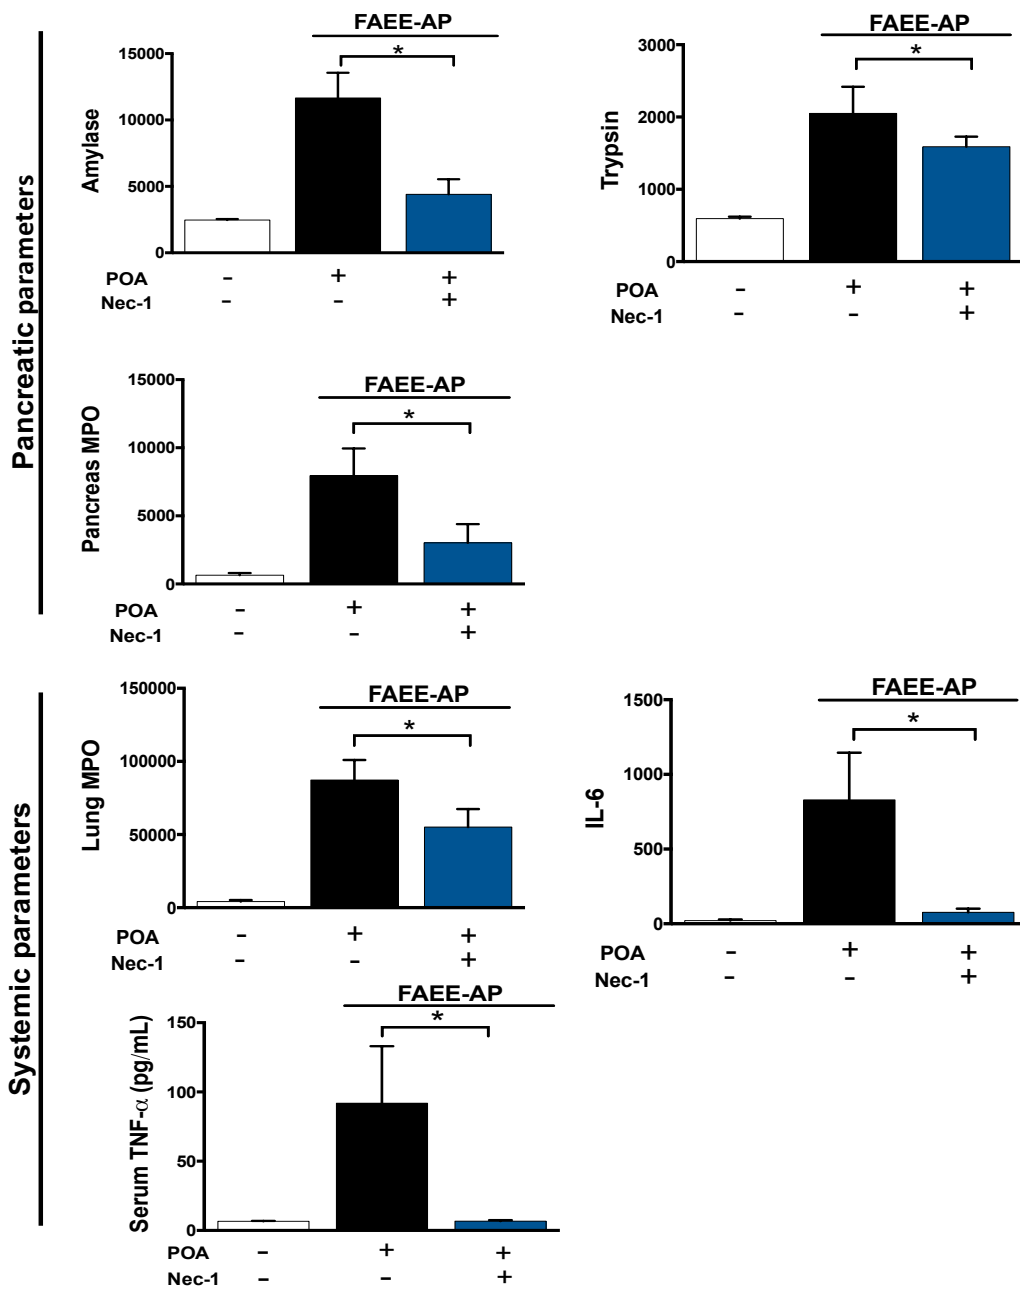 Pancreatic parameters
FAEE-AP
*
Amylase
15000
10000
5000
0
POA - + +
Nec-1 - - +
FAEE-AP
*
Trypsin
3000
2000
1000
0
POA - + +
Nec-1 - - +
FAEE-AP
*
Pancreas MPO
15000
10000
5000
0
POA - + +
Nec-1 - - +
Systemic parameters
FAEE-AP
*
Lung MPO
150000
100000
50000
0
POA - + +
Nec-1 - - +
FAEE-AP
*
IL-6
1500
1000
500
0
POA - + +
Nec-1 - - +
FAEE-AP
*
Serum TNF-α (pg/mL)
150
100
50
0
POA - + +
Nec-1 - - +